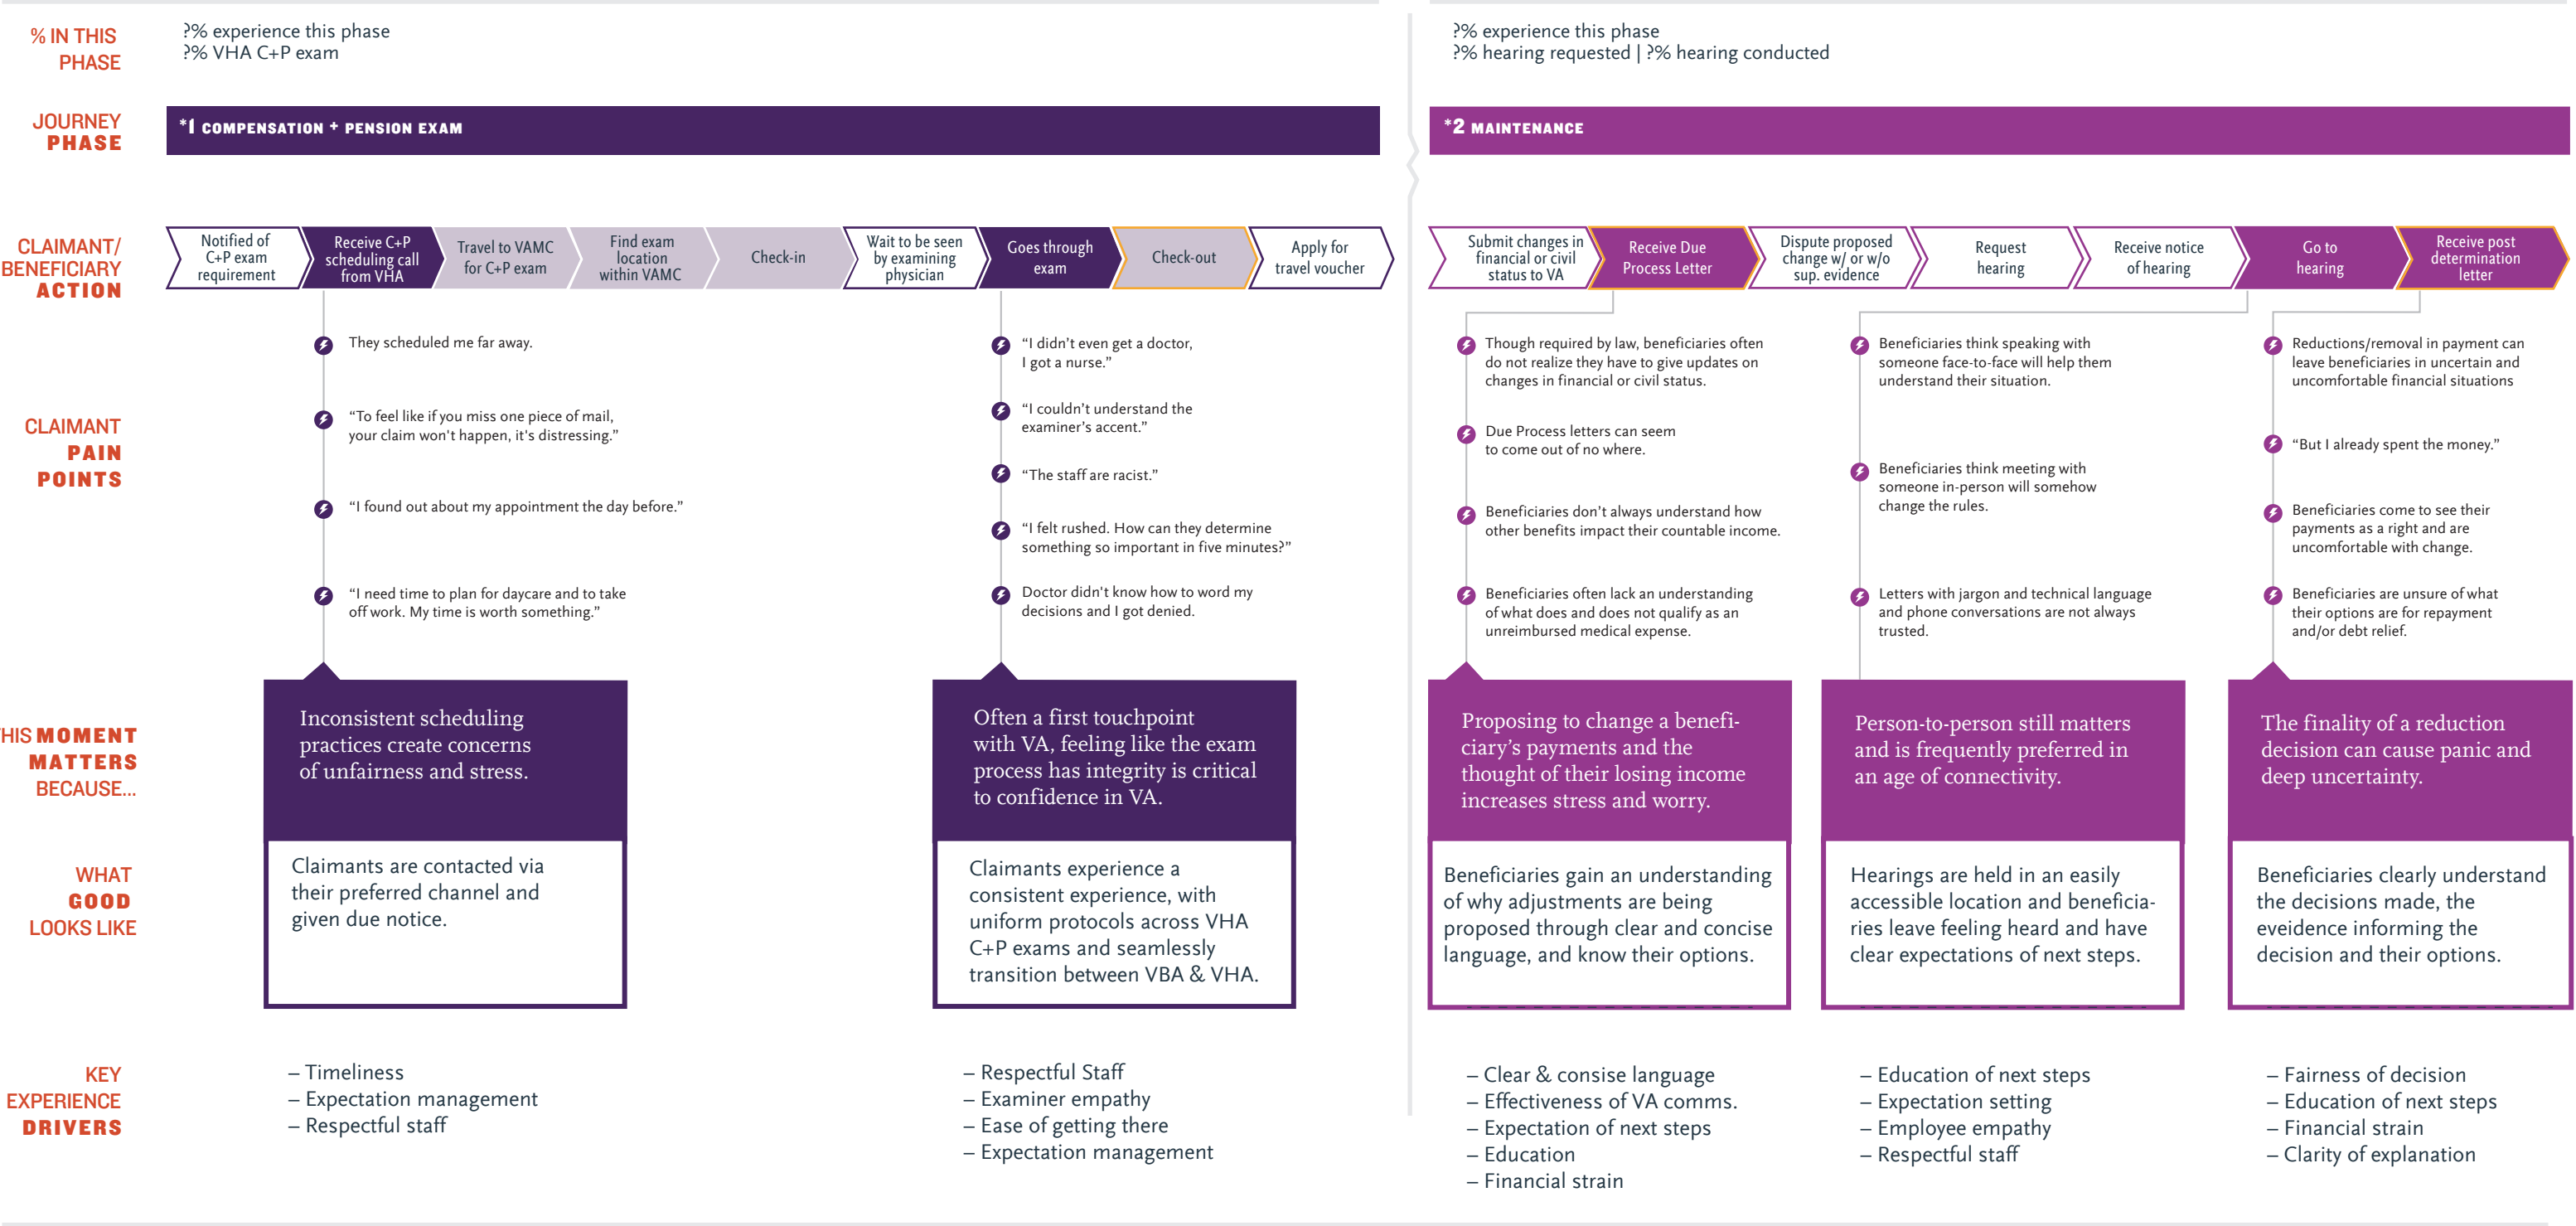 % IN THIS
PHASE
?% experience this phase
?% VHA C+P exam
?% experience this phase
?% hearing requested | ?% hearing conducted
JOURNEY
PHASE
*1 COMPENSATION + PENSION EXAM
*2 MAINTENANCE
CLAIMANT/
BENEFICIARY
ACTION
Notified of
C+P exam
requirement
Receive C+P
scheduling call
from VHA
Travel to VAMC
for C+P exam
Find exam
location
within VAMC
Check-in
Wait to be seen
by examining
physician
Goes through
exam
Check-out
Apply for
travel voucher
Submit changes in
financial or civil
status to VA
Receive Due
Process Letter
Dispute proposed
change w/ or w/o
sup. evidence
Request
hearing
Receive notice
of hearing
Go to
hearing
Receive post
determination
letter
CLAIMANT
PAIN
POINTS
They scheduled me far away.
“To feel like if you miss one piece of mail,
your claim won't happen, it's distressing.”
“I found out about my appointment the day before.”
“I need time to plan for daycare and to take
off work. My time is worth something.”
“I didn’t even get a doctor,
I got a nurse.”
“I couldn’t understand the
examiner’s accent.”
“The staff are racist.”
“I felt rushed. How can they determine
something so important in five minutes?”
Doctor didn't know how to word my
decisions and I got denied.
Though required by law, beneficiaries often
do not realize they have to give updates on
changes in financial or civil status.
Due Process letters can seem
to come out of no where.
Beneficiaries don’t always understand how
other benefits impact their countable income.
Beneficiaries often lack an understanding
of what does and does not qualify as an
unreimbursed medical expense.
Beneficiaries think speaking with
someone face-to-face will help them
understand their situation.
Beneficiaries think meeting with
someone in-person will somehow
change the rules.
Letters with jargon and technical language
and phone conversations are not always
trusted.
Reductions/removal in payment can
leave beneficiaries in uncertain and
uncomfortable financial situations
“But I already spent the money.”
Beneficiaries come to see their
payments as a right and are
uncomfortable with change.
Beneficiaries are unsure of what
their options are for repayment
and/or debt relief.
HIS MOMENT
MATTERS
BECAUSE...
Inconsistent scheduling
practices create concerns
of unfairness and stress.
Often a first touchpoint
with VA, feeling like the exam
process has integrity is critical
to confidence in VA.
Proposing to change a benefi-
ciary’s payments and the
thought of their losing income
increases stress and worry.
Person-to-person still matters
and is frequently preferred in
an age of connectivity.
The finality of a reduction
decision can cause panic and
deep uncertainty.
WHAT
GOOD
LOOKS LIKE
Claimants are contacted via
their preferred channel and
given due notice.
Claimants experience a
consistent experience, with
uniform protocols across VHA
C+P exams and seamlessly
transition between VBA & VHA.
Beneficiaries gain an understanding
of why adjustments are being
proposed through clear and concise
language, and know their options.
Hearings are held in an easily
accessible location and beneficia-
ries leave feeling heard and have
clear expectations of next steps.
Beneficiaries clearly understand
the decisions made, the
eveidence informing the
decision and their options.
KEY
EXPERIENCE
DRIVERS
– Timeliness
– Expectation management
– Respectful staff
– Respectful Staff
– Examiner empathy
– Ease of getting there
– Expectation management
– Clear & consise language
– Effectiveness of VA comms.
– Expectation of next steps
– Education
– Financial strain
– Education of next steps
– Expectation setting
– Employee empathy
– Respectful staff
– Fairness of decision
– Education of next steps
– Financial strain
– Clarity of explanation